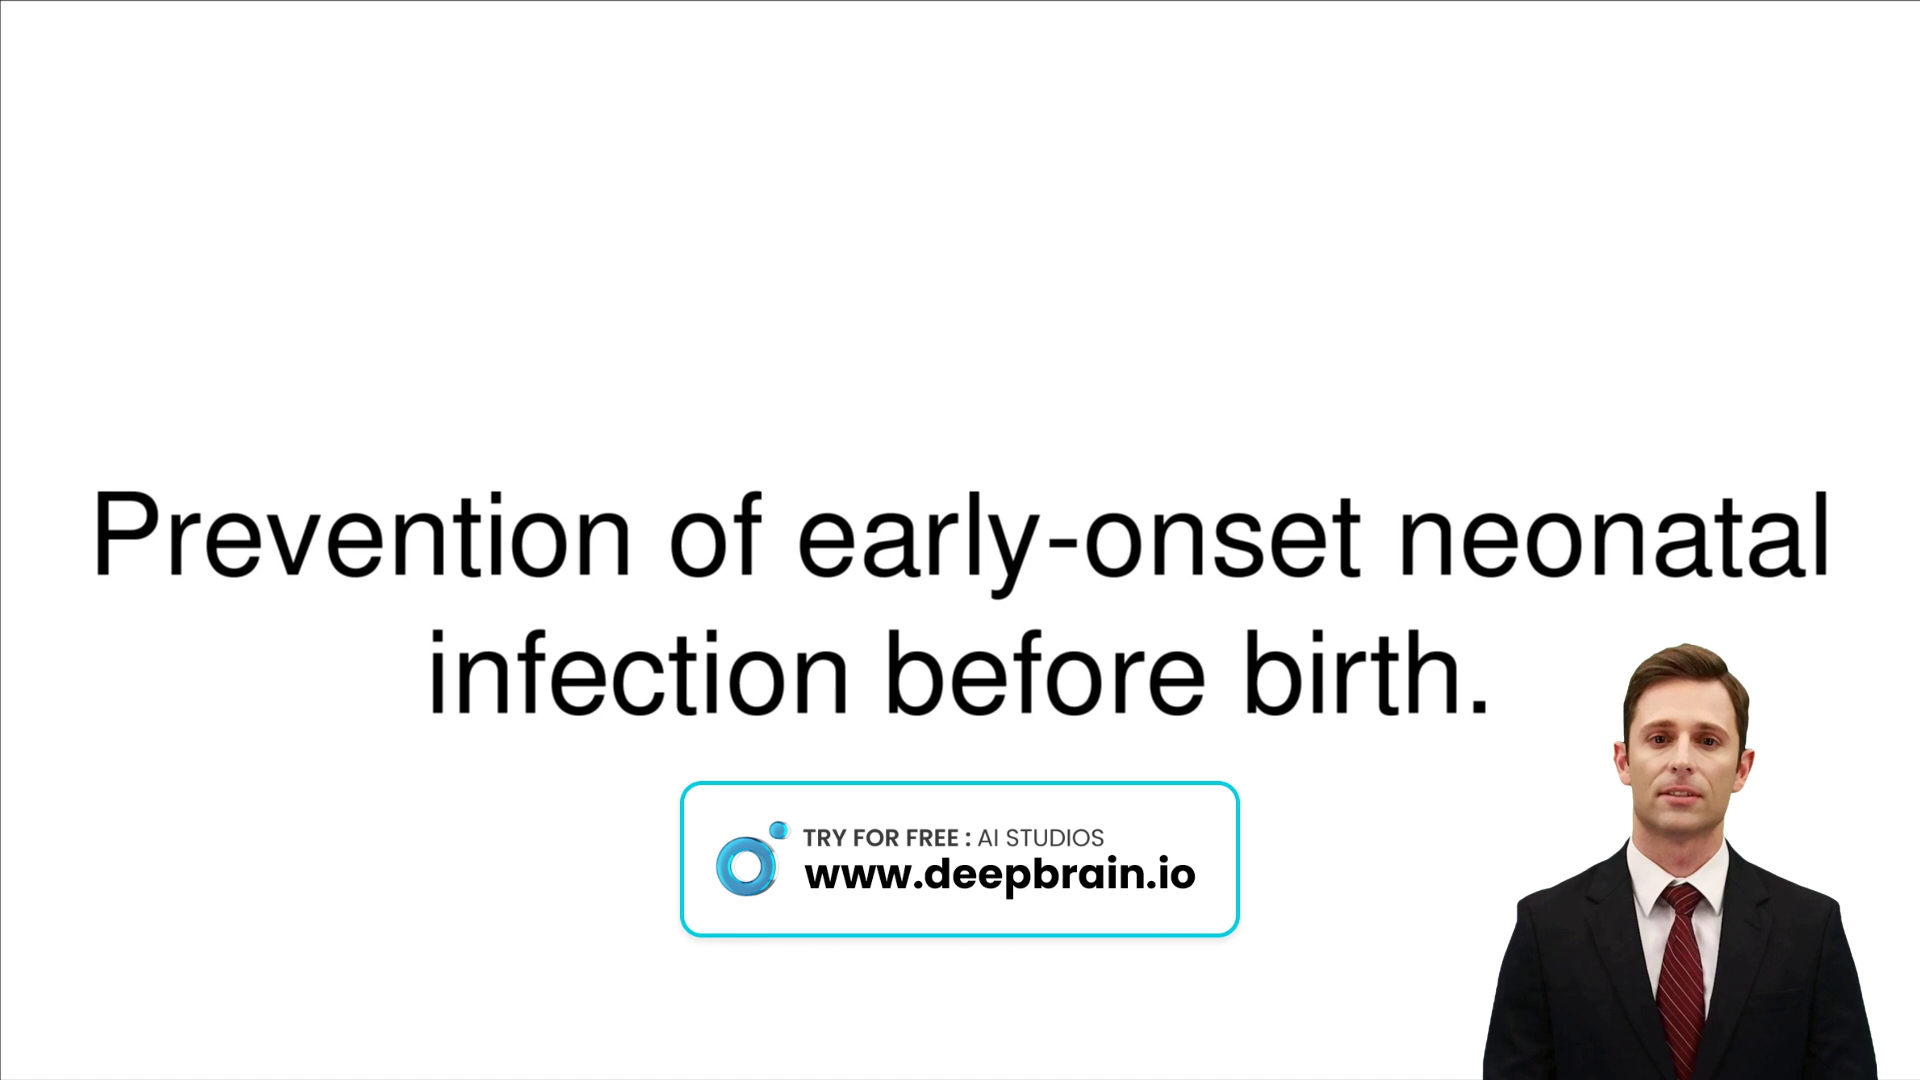 Prevention of early-onset neonatal
infection before birth.
TRY FOR FREE : AI STUDIOS
www.deepbrain.io